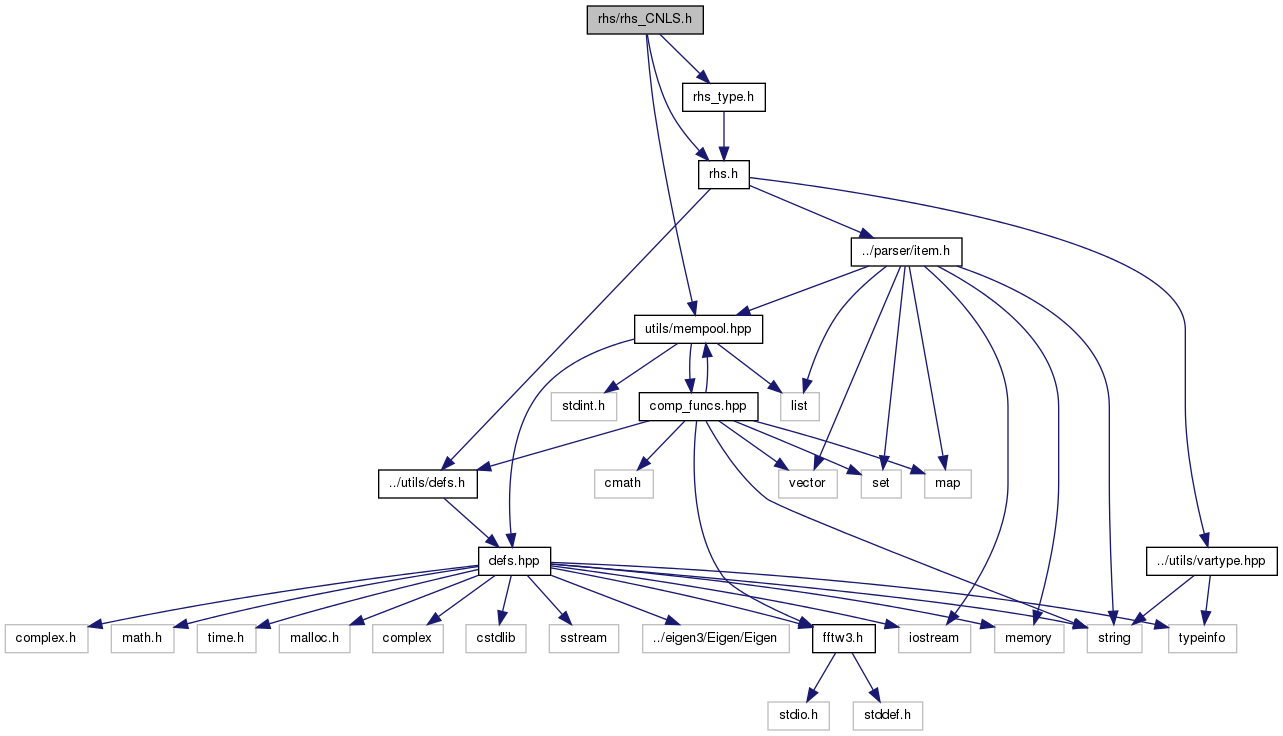 rhs/rhs_CNLS.h
rhs_type.h
rhs.h
../parser/item.h
utils/mempool.hpp
stdint.h
comp_funcs.hpp
list
../utils/defs.h
cmath
vector
set
map
defs.hpp
../utils/vartype.hpp
complex.h
math.h
time.h
malloc.h
complex
cstdlib
sstream
../eigen3/Eigen/Eigen
fftw3.h
iostream
memory
string
typeinfo
stdio.h
stddef.h